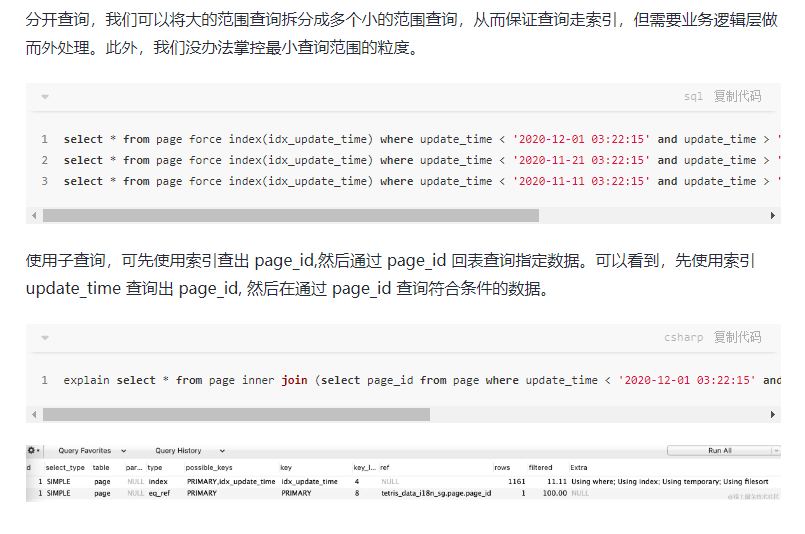 分开查询，我们可以将大的范围查询拆分成多个小的范围查询，从而保证查询走索引，但需要业务逻辑层做
而外处理。此外，我们没办法掌控最小查询范围的粒度。
sql 复制代码
1 select * from page force index(idx_update_time) where update_time < '2020-12-01 03:22:15' and update_time > '
2 select * from page force index(idx_update_time) where update_time < '2020-11-21 03:22:15' and update_time > '
3 select * from page force index(idx_update_time) where update_time < '2020-11-11 03:22:15' and update_time > '
使用子查询，可先使用索引查出 page_id,然后通过 page_id 回表查询指定数据。可以看到，先使用索引
update_time 查询出 page_id, 然后在通过 page_id 查询符合条件的数据。
csharp 复制代码
1 explain select * from page inner join (select page_id from page where update_time < '2020-12-01 03:22:15' and
Query Favorites Query History Run All
d select_type table par... type possible_keys key key_l... ref rows filtered Extra
1 SIMPLE page NULL index PRIMARY,idx_update_time idx_update_time 4 NULL 1161 11.11 Using where; Using index; Using temporary; Using filesort
1 SIMPLE page NULL eq_ref PRIMARY PRIMARY 8 tetris_data_i18n_sg.page.page_id 1 100.00 NULL
@稀土掘金技术社区